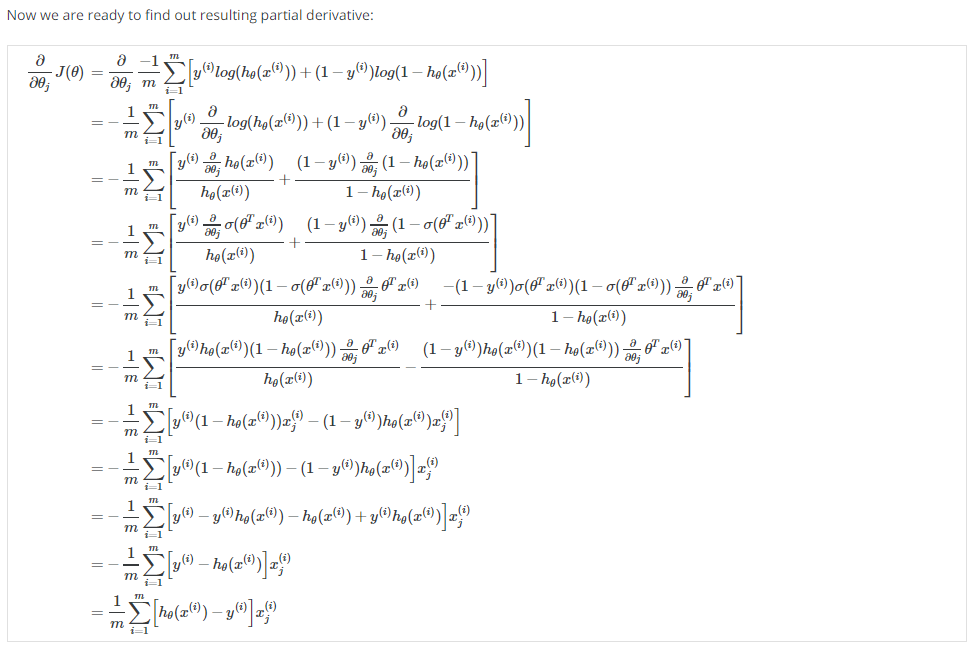 Now we are ready to find out resulting partial derivative:
$\frac{\partial}{\partial\theta_j} J(\theta) = \frac{\partial}{\partial\theta_j} \frac{-1}{m} \sum_{i=1}^{m} \left[ y^{(i)} log(h_\theta(x^{(i)})) + (1 - y^{(i)}) log(1 - h_\theta(x^{(i)})) \right]$
$= -\frac{1}{m} \sum_{i=1}^{m} \left[ y^{(i)} \frac{\partial}{\partial\theta_j} log(h_\theta(x^{(i)})) + (1 - y^{(i)}) \frac{\partial}{\partial\theta_j} log(1 - h_\theta(x^{(i)})) \right]$
$= -\frac{1}{m} \sum_{i=1}^{m} \left[ \frac{y^{(i)} \frac{\partial}{\partial\theta_j} h_\theta(x^{(i)})}{h_\theta(x^{(i)})} + \frac{(1 - y^{(i)}) \frac{\partial}{\partial\theta_j} (1 - h_\theta(x^{(i)}))}{1 - h_\theta(x^{(i)})} \right]$
$= -\frac{1}{m} \sum_{i=1}^{m} \left[ \frac{y^{(i)} \frac{\partial}{\partial\theta_j} \sigma(\theta^T x^{(i)})}{h_\theta(x^{(i)})} + \frac{(1 - y^{(i)}) \frac{\partial}{\partial\theta_j} (1 - \sigma(\theta^T x^{(i)}))}{1 - h_\theta(x^{(i)})} \right]$
$= -\frac{1}{m} \sum_{i=1}^{m} \left[ \frac{y^{(i)} \sigma(\theta^T x^{(i)}) (1 - \sigma(\theta^T x^{(i)})) \frac{\partial}{\partial\theta_j} \theta^T x^{(i)}}{h_\theta(x^{(i)})} + \frac{-(1 - y^{(i)}) \sigma(\theta^T x^{(i)}) (1 - \sigma(\theta^T x^{(i)})) \frac{\partial}{\partial\theta_j} \theta^T x^{(i)}}{1 - h_\theta(x^{(i)})} \right]$
$= -\frac{1}{m} \sum_{i=1}^{m} \left[ \frac{y^{(i)} h_\theta(x^{(i)}) (1 - h_\theta(x^{(i)})) \frac{\partial}{\partial\theta_j} \theta^T x^{(i)}}{h_\theta(x^{(i)})} - \frac{(1 - y^{(i)}) h_\theta(x^{(i)}) (1 - h_\theta(x^{(i)})) \frac{\partial}{\partial\theta_j} \theta^T x^{(i)}}{1 - h_\theta(x^{(i)})} \right]$
$= -\frac{1}{m} \sum_{i=1}^{m} \left[ y^{(i)} (1 - h_\theta(x^{(i)})) x_j^{(i)} - (1 - y^{(i)}) h_\theta(x^{(i)}) x_j^{(i)} \right]$
$= -\frac{1}{m} \sum_{i=1}^{m} \left[ y^{(i)} (1 - h_\theta(x^{(i)})) - (1 - y^{(i)}) h_\theta(x^{(i)}) \right] x_j^{(i)}$
$= -\frac{1}{m} \sum_{i=1}^{m} \left[ y^{(i)} - y^{(i)} h_\theta(x^{(i)}) - h_\theta(x^{(i)}) + y^{(i)} h_\theta(x^{(i)}) \right] x_j^{(i)}$
$= -\frac{1}{m} \sum_{i=1}^{m} \left[ y^{(i)} - h_\theta(x^{(i)}) \right] x_j^{(i)}$
$= \frac{1}{m} \sum_{i=1}^{m} \left[ h_\theta(x^{(i)}) - y^{(i)} \right] x_j^{(i)}$